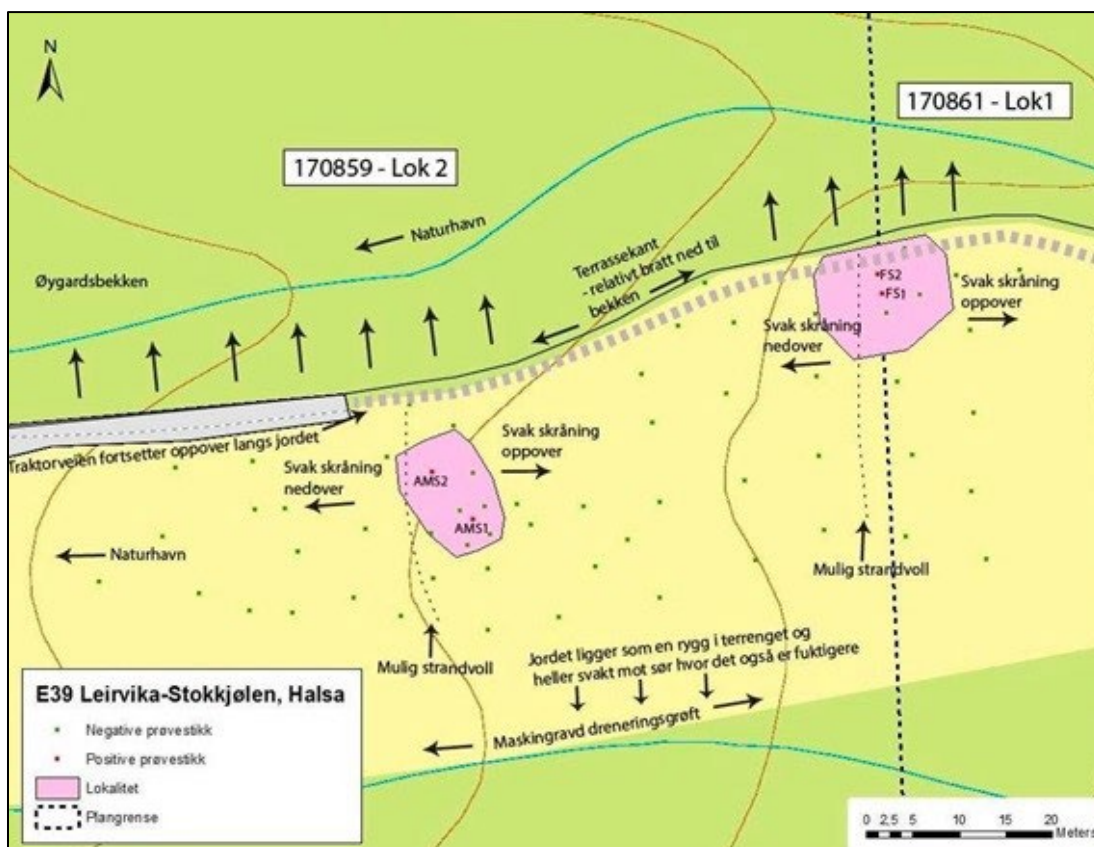 N
170861 - Lok1
170859 - Lok 2
Naturhavn
Øygardsbekken
Terrassekant
- relativt bratt ned til
bekken
FS2
FS1
Svak skråning
oppover
Svak skråning
nedover
Traktorveien fortsetter oppover langs jordet
Svak skråning
oppover
Svak skråning
nedover
AMS2
AMS1
Naturhavn
Mulig strandvoll
Mulig strandvoll
Jordet ligger som en rygg i terrenget og
heller svakt mot sør hvor det også er fuktigere
Maskingravd dreneringsgrøft
E39 Leirvika-Stokkjølen, Halsa
Negative prøvestikk
Positive prøvestikk
Lokalitet
Plangrense
0 2,5 5 10 15 20
Meters